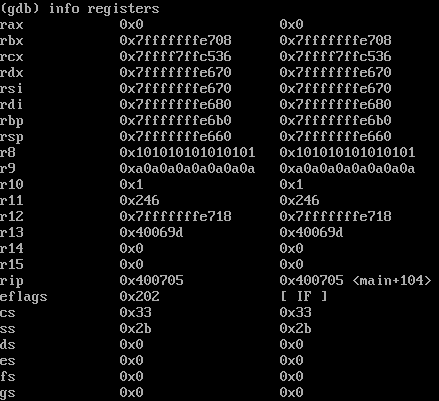 (gdb) info registers
rax 0x0 0x0
rbx 0x7fffffffe708 0x7fffffffe708
rcx 0x7ffff7ffc536 0x7ffff7ffc536
rdx 0x7fffffffe670 0x7fffffffe670
rsi 0x7fffffffe670 0x7fffffffe670
rdi 0x7fffffffe680 0x7fffffffe680
rbp 0x7fffffffe6b0 0x7fffffffe6b0
rsp 0x7fffffffe660 0x7fffffffe660
r8 0x101010101010101 0x101010101010101
r9 0xa0a0a0a0a0a0a0a 0xa0a0a0a0a0a0a0a
r10 0x1 0x1
r11 0x246 0x246
r12 0x7fffffffe718 0x7fffffffe718
r13 0x40069d 0x40069d
r14 0x0 0x0
r15 0x0 0x0
rip 0x400705 0x400705 <main+104>
eflags 0x202 [ IF ]
cs 0x33 0x33
ss 0x2b 0x2b
ds 0x0 0x0
es 0x0 0x0
fs 0x0 0x0
gs 0x0 0x0